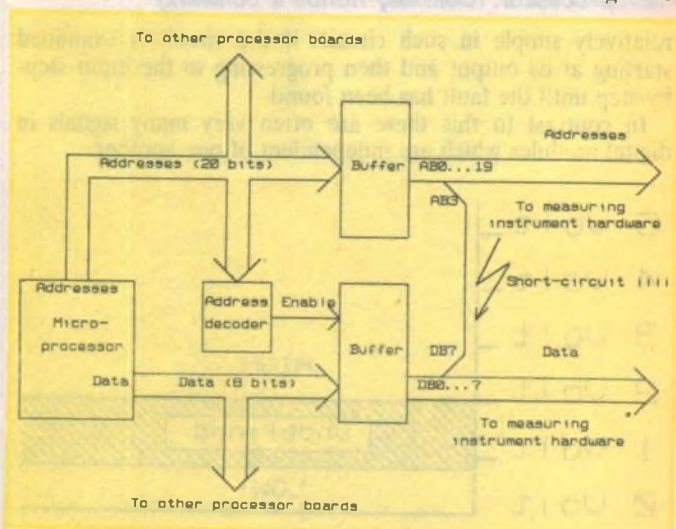 To other processor boards
Addresses (20 bits)
Buffer
AB0...19
Addresses
AB3
To measuring
instrument hardware
Short-circuit !!!!
Addresses
Micro-
processor
Data
Address
decoder
Enable
Buffer
DB7
Data
Data (8 bits)
DB0...7
To measuring
instrument hardware
To other processor boards